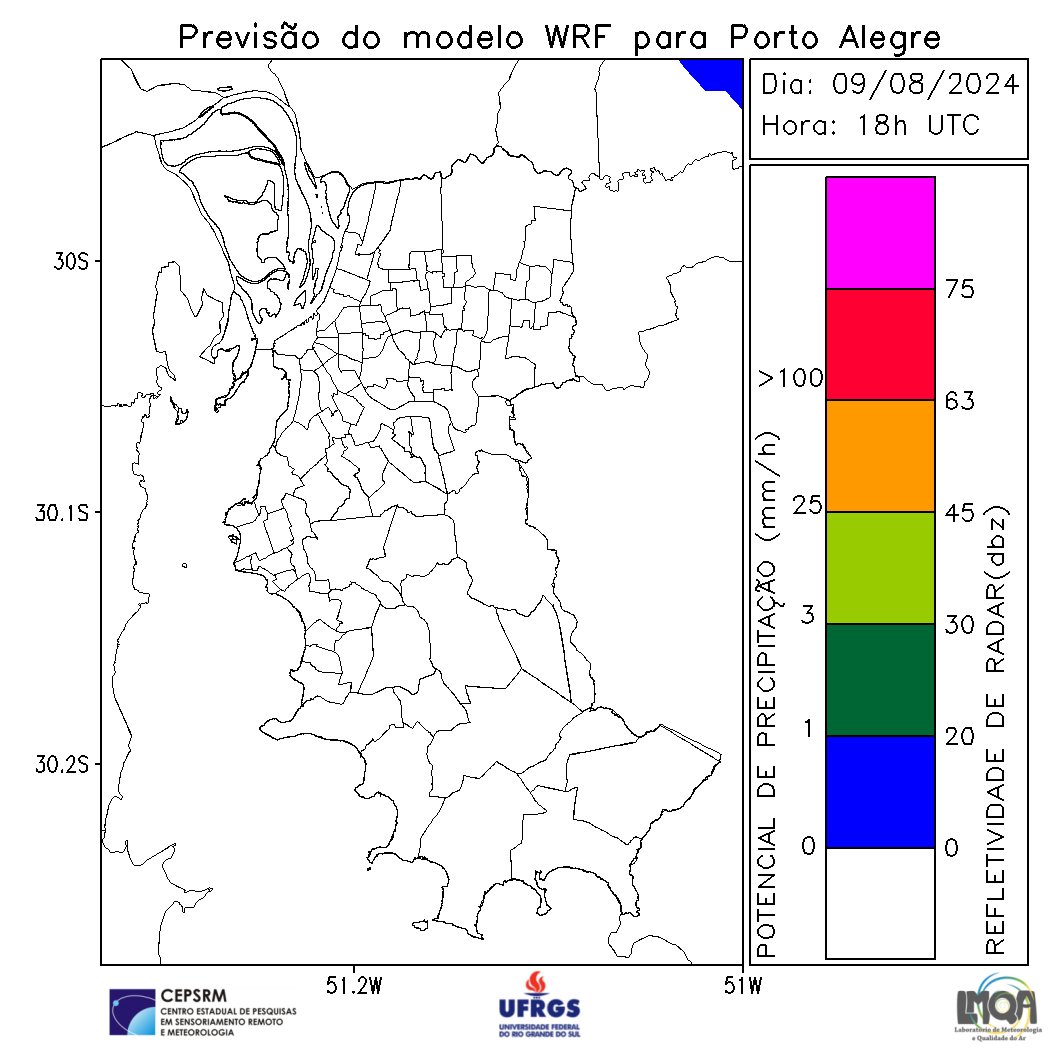 Previsão do modelo WRF para Porto Alegre
Dia: 09/08/2024
Hora: 18h UTC
30S
30.1S
30.2S
51.2W
51W
POTENCIAL DE PRECIPITAÇÃO (mm/h)
>100
25
3
1
0
75
63
45
30
20
0
REFLETIVIDADE DE RADAR(dbz)
CEPSRM
CENTRO ESTADUAL DE PESQUISAS
EM SENSORIAMENTO REMOTO
E METEOROLOGIA
UFRGS
UNIVERSIDADE FEDERAL
DO RIO GRANDE DO SUL
LMQA
Laboratório de Meteorologia
e Qualidade do Ar